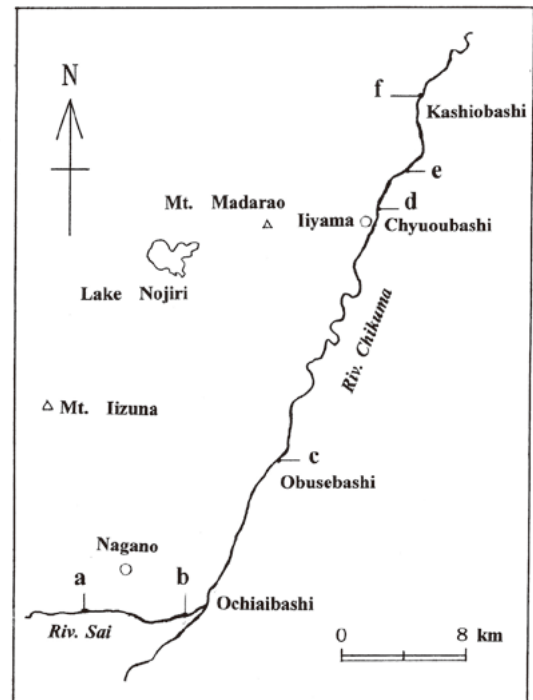 N
f
Kashiobashi
e
Mt. Madarao
Iiyama
d
Chyuoubashi
Lake Nojiri
Riv. Chikuma
Mt. Iizuna
c
Obusebashi
Nagano
a
b
Ochiaibashi
Riv. Sai
0 8 km